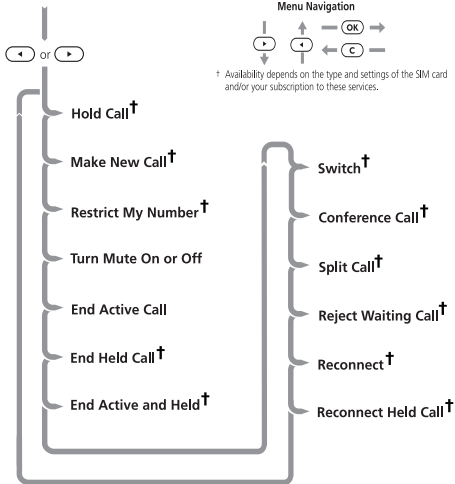 Menu Navigation
OK
or
C
† Availability depends on the type and settings of the SIM card
and/or your subscription to these services.
Hold Call†
Make New Call†
Restrict My Number†
Turn Mute On or Off
End Active Call
End Held Call†
End Active and Held†
Switch†
Conference Call†
Split Call†
Reject Waiting Call†
Reconnect†
Reconnect Held Call†